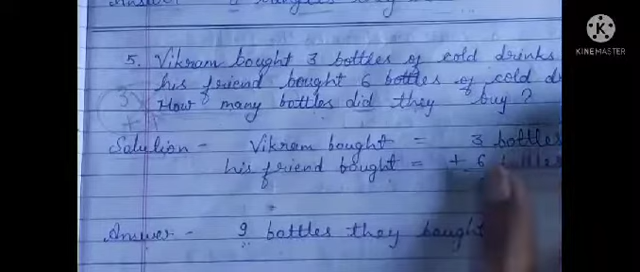 5. Vikram bought 3 bottles of cold drinks
his friend bought 6 bottles of cold d
How many bottles did they buy ?
Solution - Vikram bought = 3 bottles
his friend bought = + 6
Answer - 9 bottles they bought
KINEMASTER